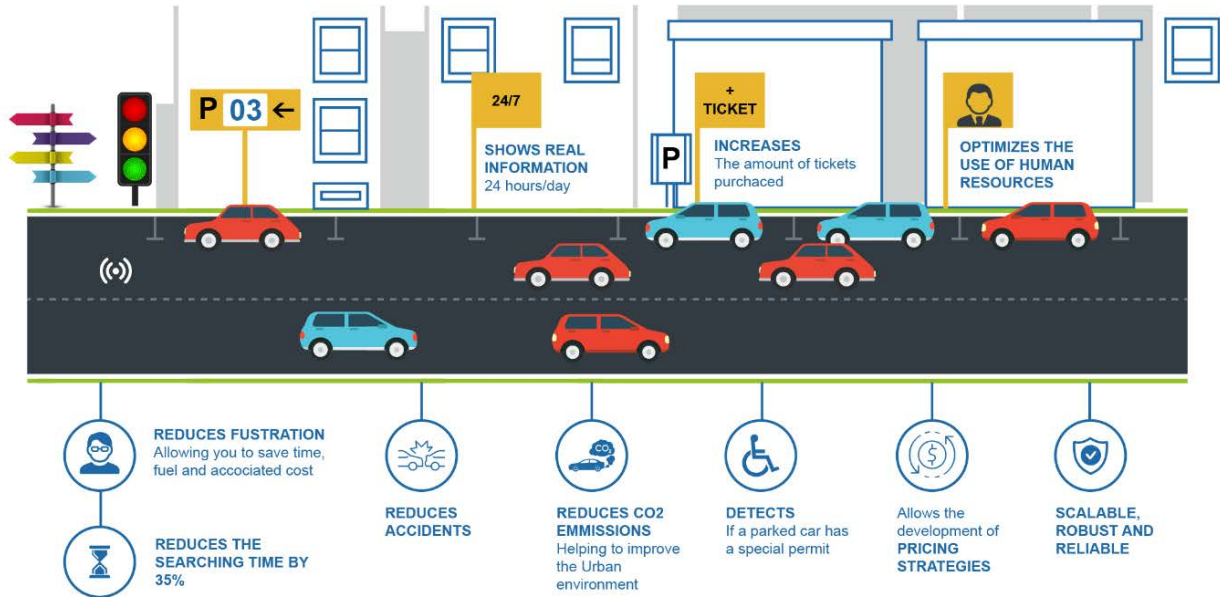 P 03 ←
24/7
SHOWS REAL
INFORMATION
24 hours/day
P
+
TICKET
INCREASES
The amount of tickets
purchaced
OPTIMIZES THE
USE OF HUMAN
RESOURCES
REDUCES FUSTRATION
Allowing you to save time,
fuel and accociated cost
REDUCES THE
SEARCHING TIME BY
35%
REDUCES
ACCIDENTS
CO2
REDUCES CO2
EMMISSIONS
Helping to improve
the Urban
environment
DETECTS
If a parked car has
a special permit
$
Allows the
development of
PRICING
STRATEGIES
SCALABLE,
ROBUST AND
RELIABLE